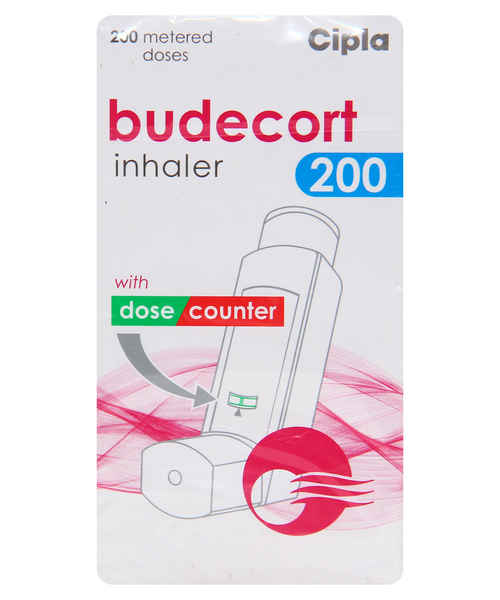 200 metered
doses
Cipla
budecort
inhaler
200
with
dose counter